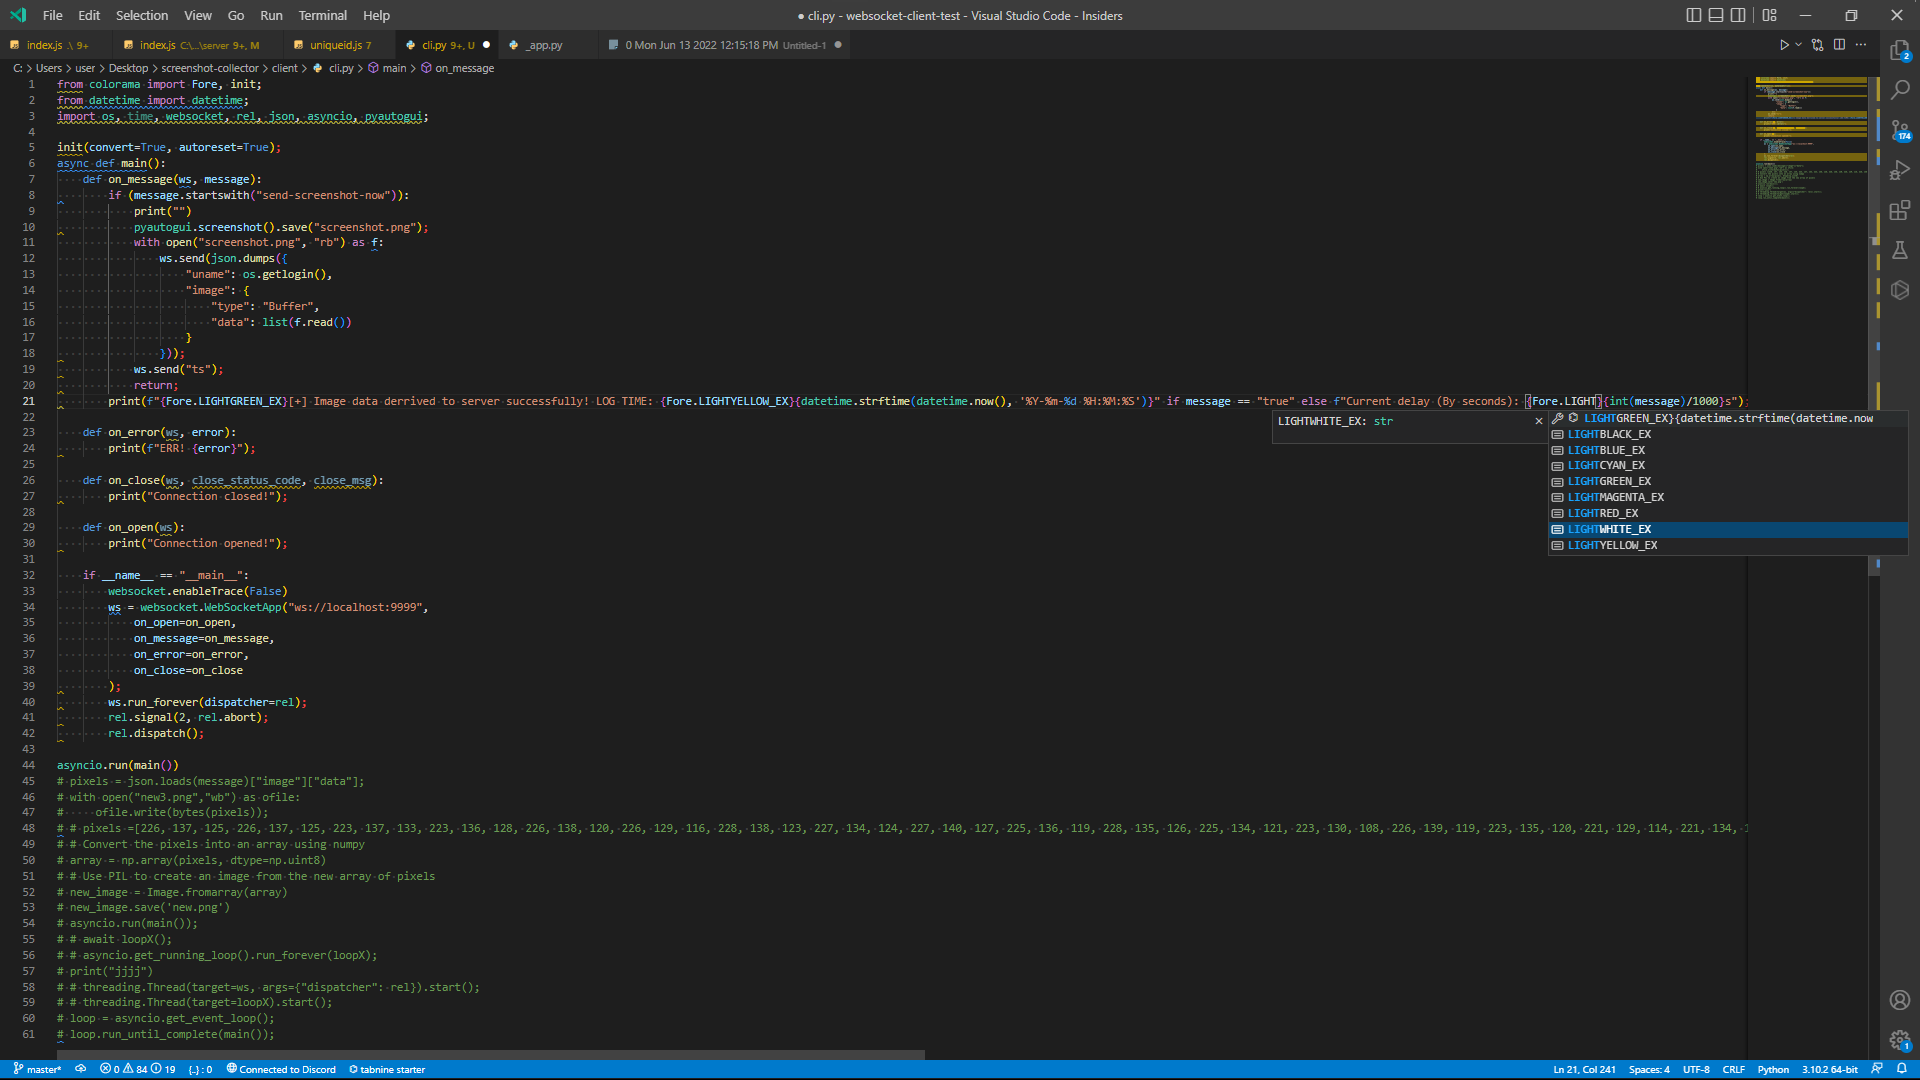 File Edit Selection View Go Run Terminal Help
● cli.py - websocket-client-test - Visual Studio Code - Insiders
index.js .\ 9+
index.js C:\...\server 9+, M
uniqueid.js 7
cli.py 9+, U ●
_app.py
0 Mon Jun 13 2022 12:15:18 PM Untitled-1 ●
C: > Users > user > Desktop > screenshot-collector > client > cli.py > main > on_message
1 from colorama import Fore, init;
2 from datetime import datetime;
3 import os, time, websocket, rel, json, asyncio, pyautogui;
4
5 init(convert=True, autoreset=True);
6 async def main():
7 def on_message(ws, message):
8 if (message.startswith("send-screenshot-now")):
9 print("")
10 pyautogui.screenshot().save("screenshot.png");
11 with open("screenshot.png", "rb") as f:
12 ws.send(json.dumps({
13 "uname": os.getlogin(),
14 "image": {
15 "type": "Buffer",
16 "data": list(f.read())
17 }
18 }));
19 ws.send("ts");
20 return;
21 print(f"{Fore.LIGHTGREEN_EX}[+] Image data derrived to server successfully! LOG TIME: {Fore.LIGHTYELLOW_EX}{datetime.strftime(datetime.now(), '%Y-%m-%d %H:%M:%S')}" if message == "true" else f"Current delay (By seconds): {Fore.LIGHT}{int(message)/1000}s");
LIGHTWHITE_EX: str
LIGHTGREEN_EX}{datetime.strftime(datetime.now
LIGHTBLACK_EX
LIGHTBLUE_EX
LIGHTCYAN_EX
LIGHTGREEN_EX
LIGHTMAGENTA_EX
LIGHTRED_EX
LIGHTWHITE_EX
LIGHTYELLOW_EX
22
23 def on_error(ws, error):
24 print(f"ERR! {error}");
25
26 def on_close(ws, close_status_code, close_msg):
27 print("Connection closed!");
28
29 def on_open(ws):
30 print("Connection opened!");
31
32 if __name__ == "__main__":
33 websocket.enableTrace(False)
34 ws = websocket.WebSocketApp("ws://localhost:9999",
35 on_open=on_open,
36 on_message=on_message,
37 on_error=on_error,
38 on_close=on_close
39 );
40 ws.run_forever(dispatcher=rel);
41 rel.signal(2, rel.abort);
42 rel.dispatch();
43
44 asyncio.run(main())
45 # pixels = json.loads(message)["image"]["data"];
46 # with open("new3.png","wb") as ofile:
47 # ofile.write(bytes(pixels));
48 # # pixels =[226, 137, 125, 226, 137, 125, 223, 137, 133, 223, 136, 128, 226, 138, 120, 226, 129, 116, 228, 138, 123, 227, 134, 124, 227, 140, 127, 225, 136, 119, 228, 135, 126, 225, 134, 121, 223, 130, 108, 226, 139, 119, 223, 135, 120, 221, 129, 114, 221, 134,
49 # # Convert the pixels into an array using numpy
50 # array = np.array(pixels, dtype=np.uint8)
51 # # Use PIL to create an image from the new array of pixels
52 # new_image = Image.fromarray(array)
53 # new_image.save('new.png')
54 # asyncio.run(main());
55 # # await loopX();
56 # # asyncio.get_running_loop().run_forever(loopX);
57 # print("jjjj")
58 # # threading.Thread(target=ws, args={"dispatcher": rel}).start();
59 # # threading.Thread(target=loopX).start();
60 # loop = asyncio.get_event_loop();
61 # loop.run_until_complete(main());
2
174
1
master* 0 84 19 {..} : 0 Connected to Discord tabnine starter
Ln 21, Col 241 Spaces: 4 UTF-8 CRLF Python 3.10.2 64-bit